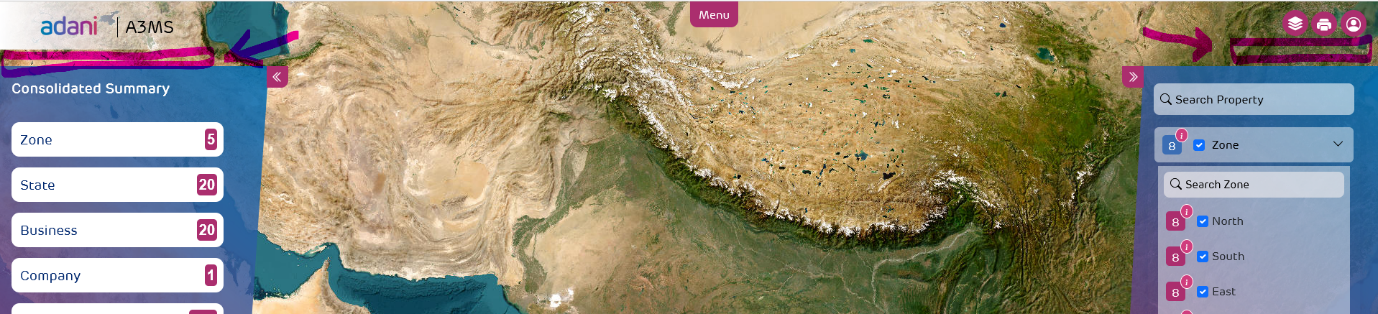 adani | A3MS
Menu
Consolidated Summary
Zone 5
State 20
Business 20
Company 1
Search Property
8 i Zone
Search Zone
8 i North
8 i South
8 i East